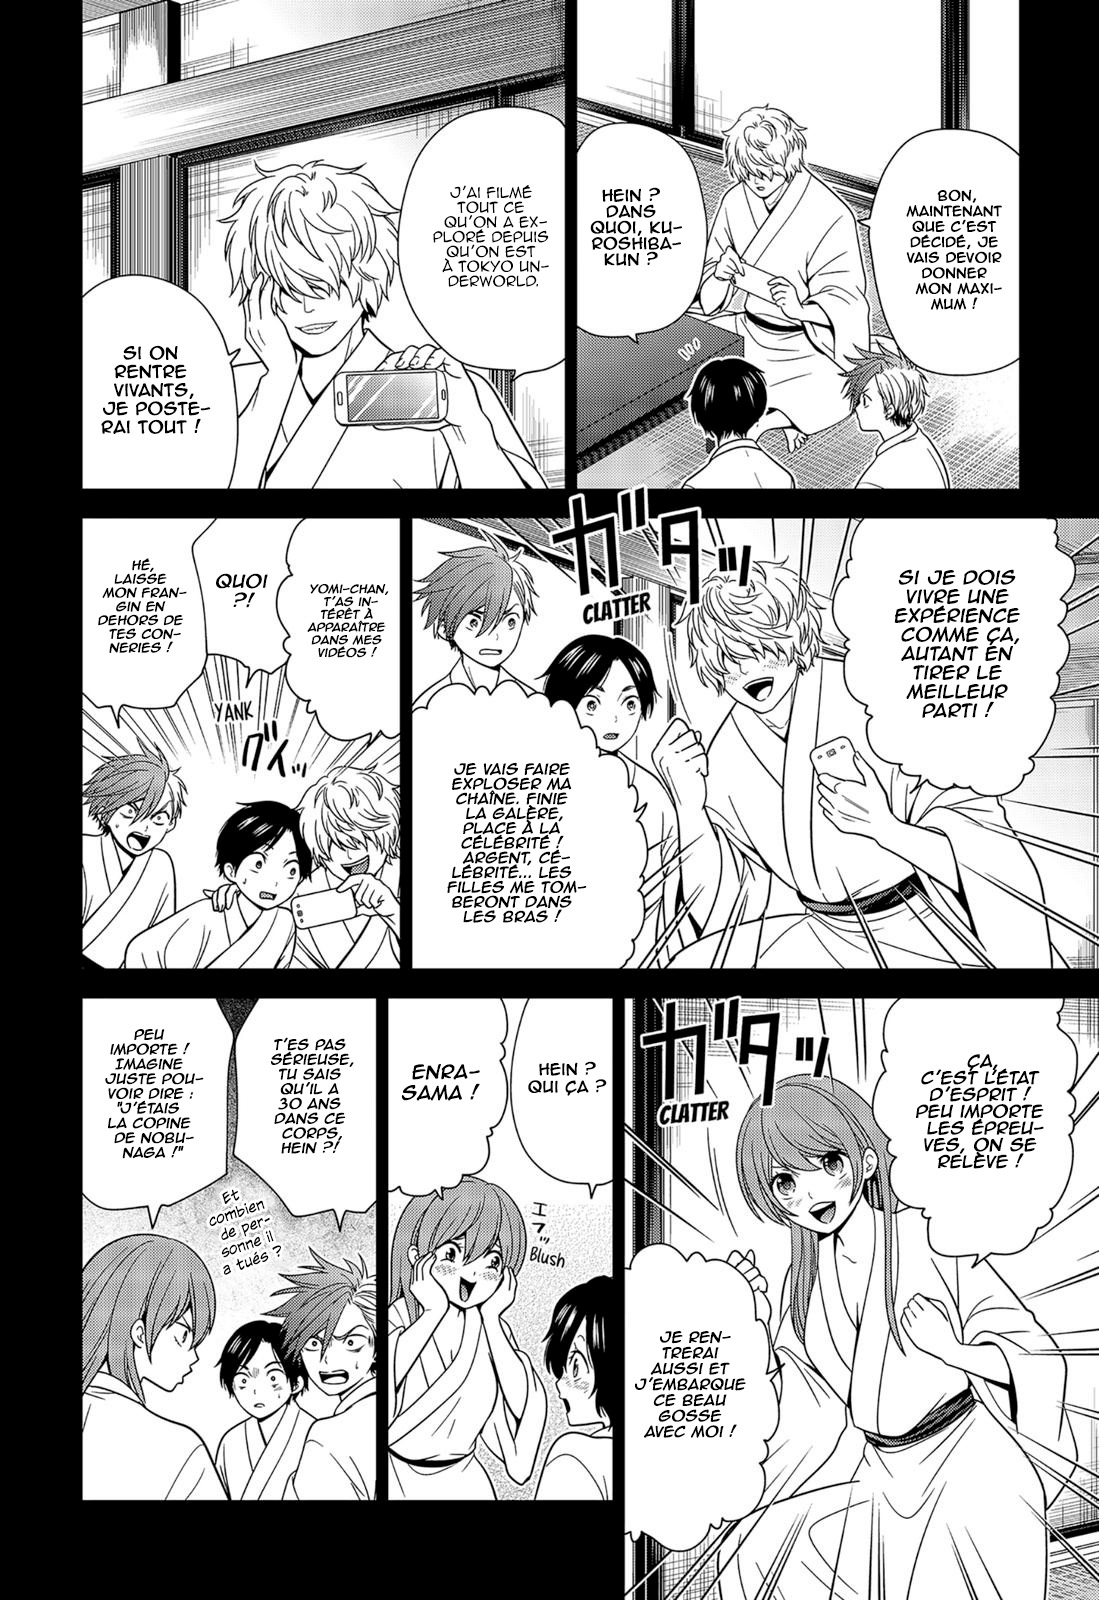 BON,
MAINTENANT
QUE C'EST
DÉCIDÉ, JE
VAIS DEVOIR
DONNER
MON MAXI-
MUM !
HEIN ?
DANS
QUOI, KU-
ROSHIBA-
KUN ?
J'AI FILMÉ
TOUT CE
QU'ON A EX-
PLORÉ DEPUIS
QU'ON EST
À TOKYO UN-
DERWORLD.
SI ON
RENTRE
VIVANTS,
JE POSTE-
RAI TOUT !
SI JE DOIS
VIVRE UNE
EXPÉRIENCE
COMME ÇA,
AUTANT EN
TIRER LE
MEILLEUR
PARTI !
ガタッ
CLATTER
JE VAIS FAIRE
EXPLOSER MA
CHAÎNE. FINIE
LA GALÈRE,
PLACE À LA
CÉLÉBRITÉ !
ARGENT, CÉ-
LÉBRITÉ... LES
FILLES ME TOM-
BERONT DANS
LES BRAS !
YOMI-CHAN,
T'AS IN-
TÉRÊT À
APPARAÎTRE
DANS MES
VIDÉOS !
QUOI
?!
HÉ,
LAISSE
MON FRAN-
GIN EN
DEHORS DE
TES CON-
NERIES !
YANK
グイッ
ÇA,
C'EST L'ÉTAT
D'ESPRIT !
PEU IMPORTE
LES ÉPREU-
VES, ON SE
RELÈVE !
ガタッ
CLATTER
JE REN-
TRERAI
AUSSI ET
J'EMBARQUE
CE BEAU
GOSSE
AVEC MOI !
HEIN ?
QUI ÇA ?
ENRA-
SAMA !
エフ
Blush
T'ES PAS
SÉRIEUSE,
TU SAIS
QU'IL A
30 ANS
DANS CE
CORPS,
HEIN ?!
PEU
IMPORTE !
IMAGINE
JUSTE POU-
VOIR DIRE :
"J'ÉTAIS
LA COPINE
DE NOBU-
NAGA !"
Et
combien
de per-
sonne il
a tués ?